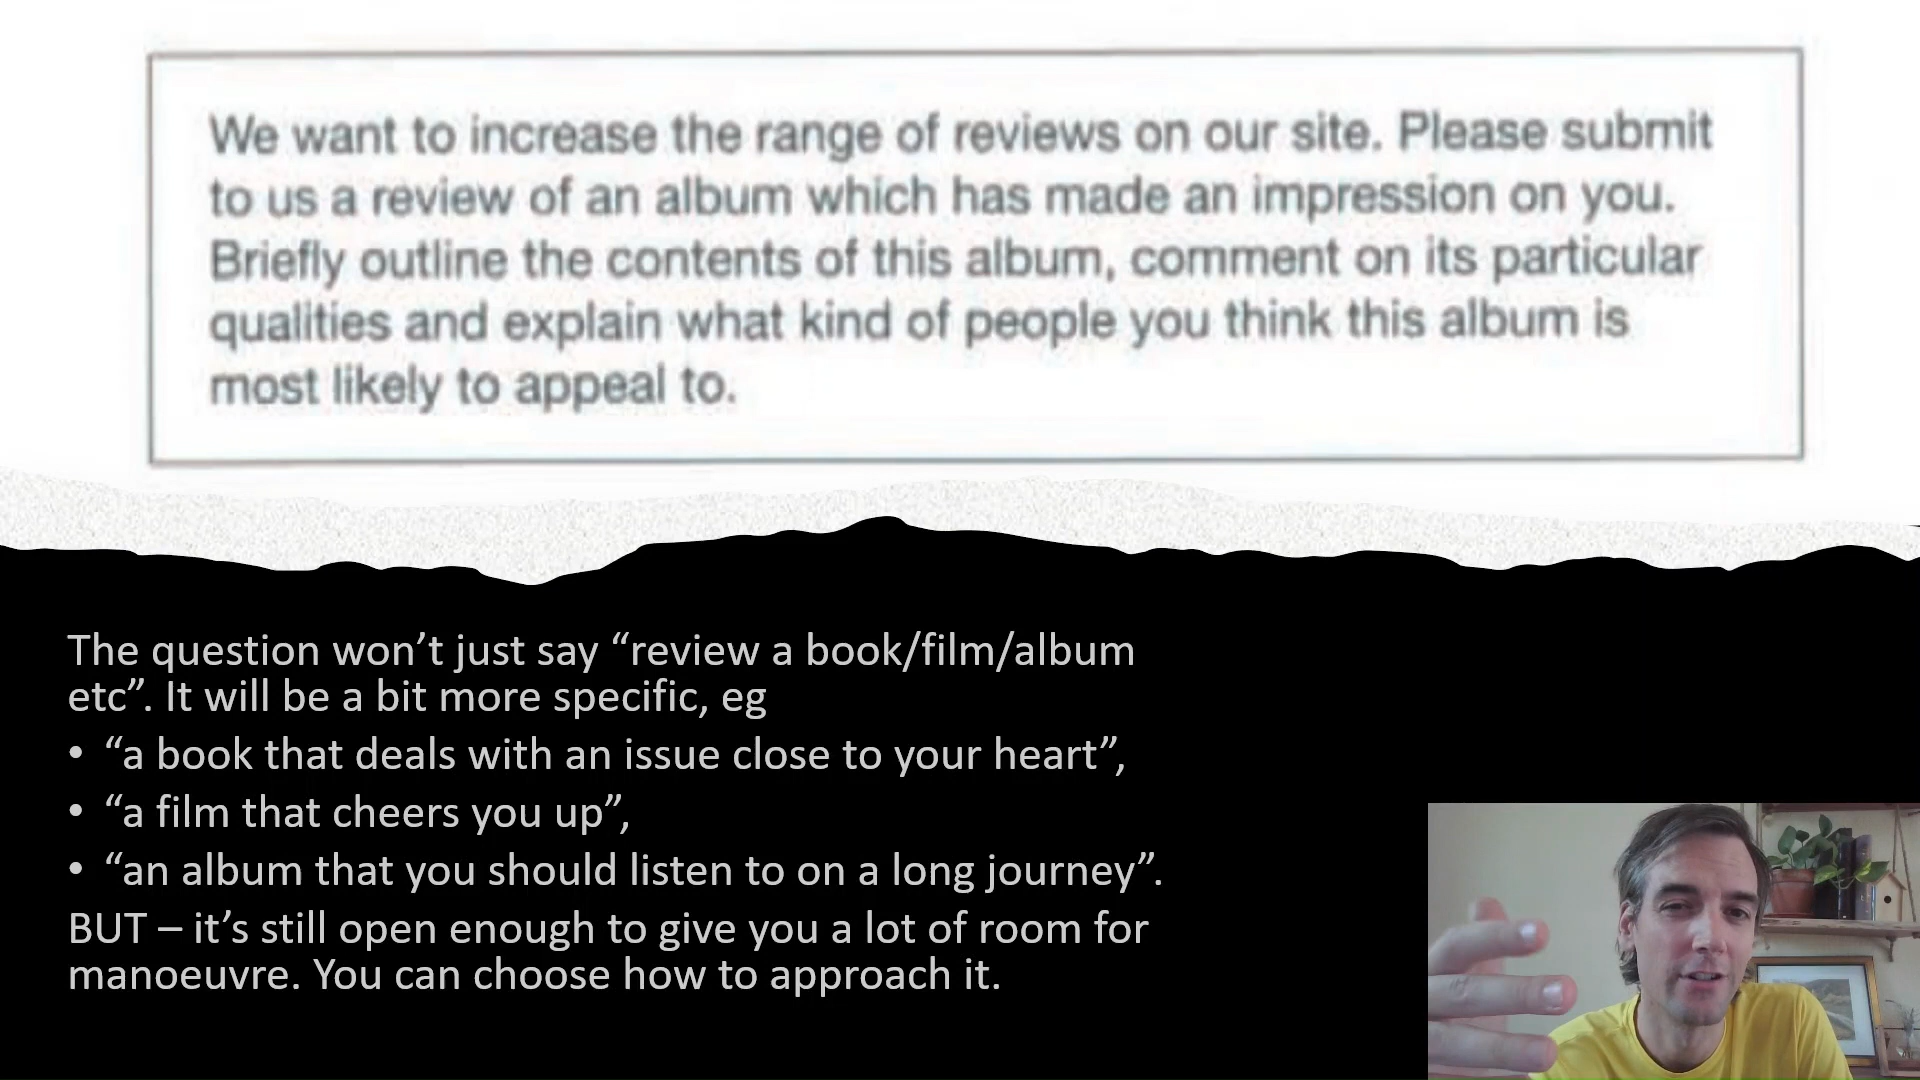 We want to increase the range of reviews on our site. Please submit
to us a review of an album which has made an impression on you.
Briefly outline the contents of this album, comment on its particular
qualities and explain what kind of people you think this album is
most likely to appeal to.
The question won’t just say “review a book/film/album
etc”. It will be a bit more specific, eg
• “a book that deals with an issue close to your heart”,
• “a film that cheers you up”,
• “an album that you should listen to on a long journey”.
BUT – it’s still open enough to give you a lot of room for
manoeuvre. You can choose how to approach it.